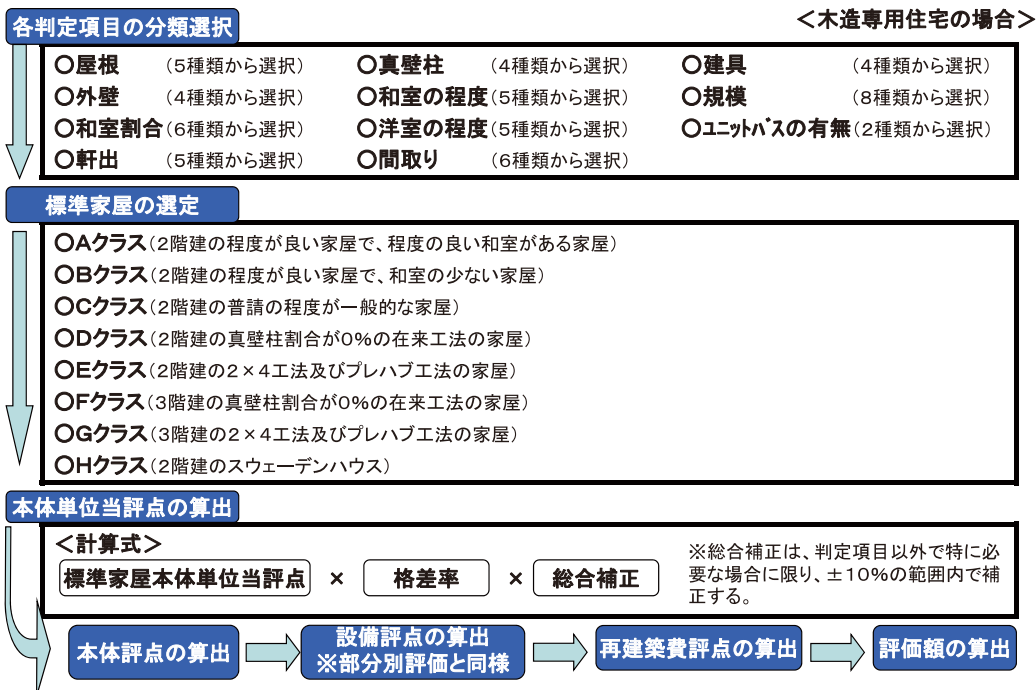 ＜木造専用住宅の場合＞
各判定項目の分類選択
○屋根 （5種類から選択） ○真壁柱 （4種類から選択） ○建具 （4種類から選択）
○外壁 （4種類から選択） ○和室の程度（5種類から選択） ○規模 （8種類から選択）
○和室割合（6種類から選択） ○洋室の程度（5種類から選択） ○ﾕﾆｯﾄﾊﾞｽの有無（2種類から選択）
○軒出 （5種類から選択） ○間取り （6種類から選択）
標準家屋の選定
○Aクラス（2階建の程度が良い家屋で、程度の良い和室がある家屋）
○Bクラス（2階建の程度が良い家屋で、和室の少ない家屋）
○Cクラス（2階建の普請の程度が一般的な家屋）
○Dクラス（2階建の真壁柱割合が0％の在来工法の家屋）
○Eクラス（2階建の2×4工法及びプレハブ工法の家屋）
○Fクラス（3階建の真壁柱割合が0％の在来工法の家屋）
○Gクラス（3階建の2×4工法及びプレハブ工法の家屋）
○Hクラス（2階建のスウェーデンハウス）
本体単位当評点の算出
＜計算式＞
標準家屋本体単位当評点 × 格差率 × 総合補正
※総合補正は、判定項目以外で特に必
要な場合に限り、±10％の範囲内で補
正する。
本体評点の算出
設備評点の算出
※部分別評価と同様
再建築費評点の算出
評価額の算出